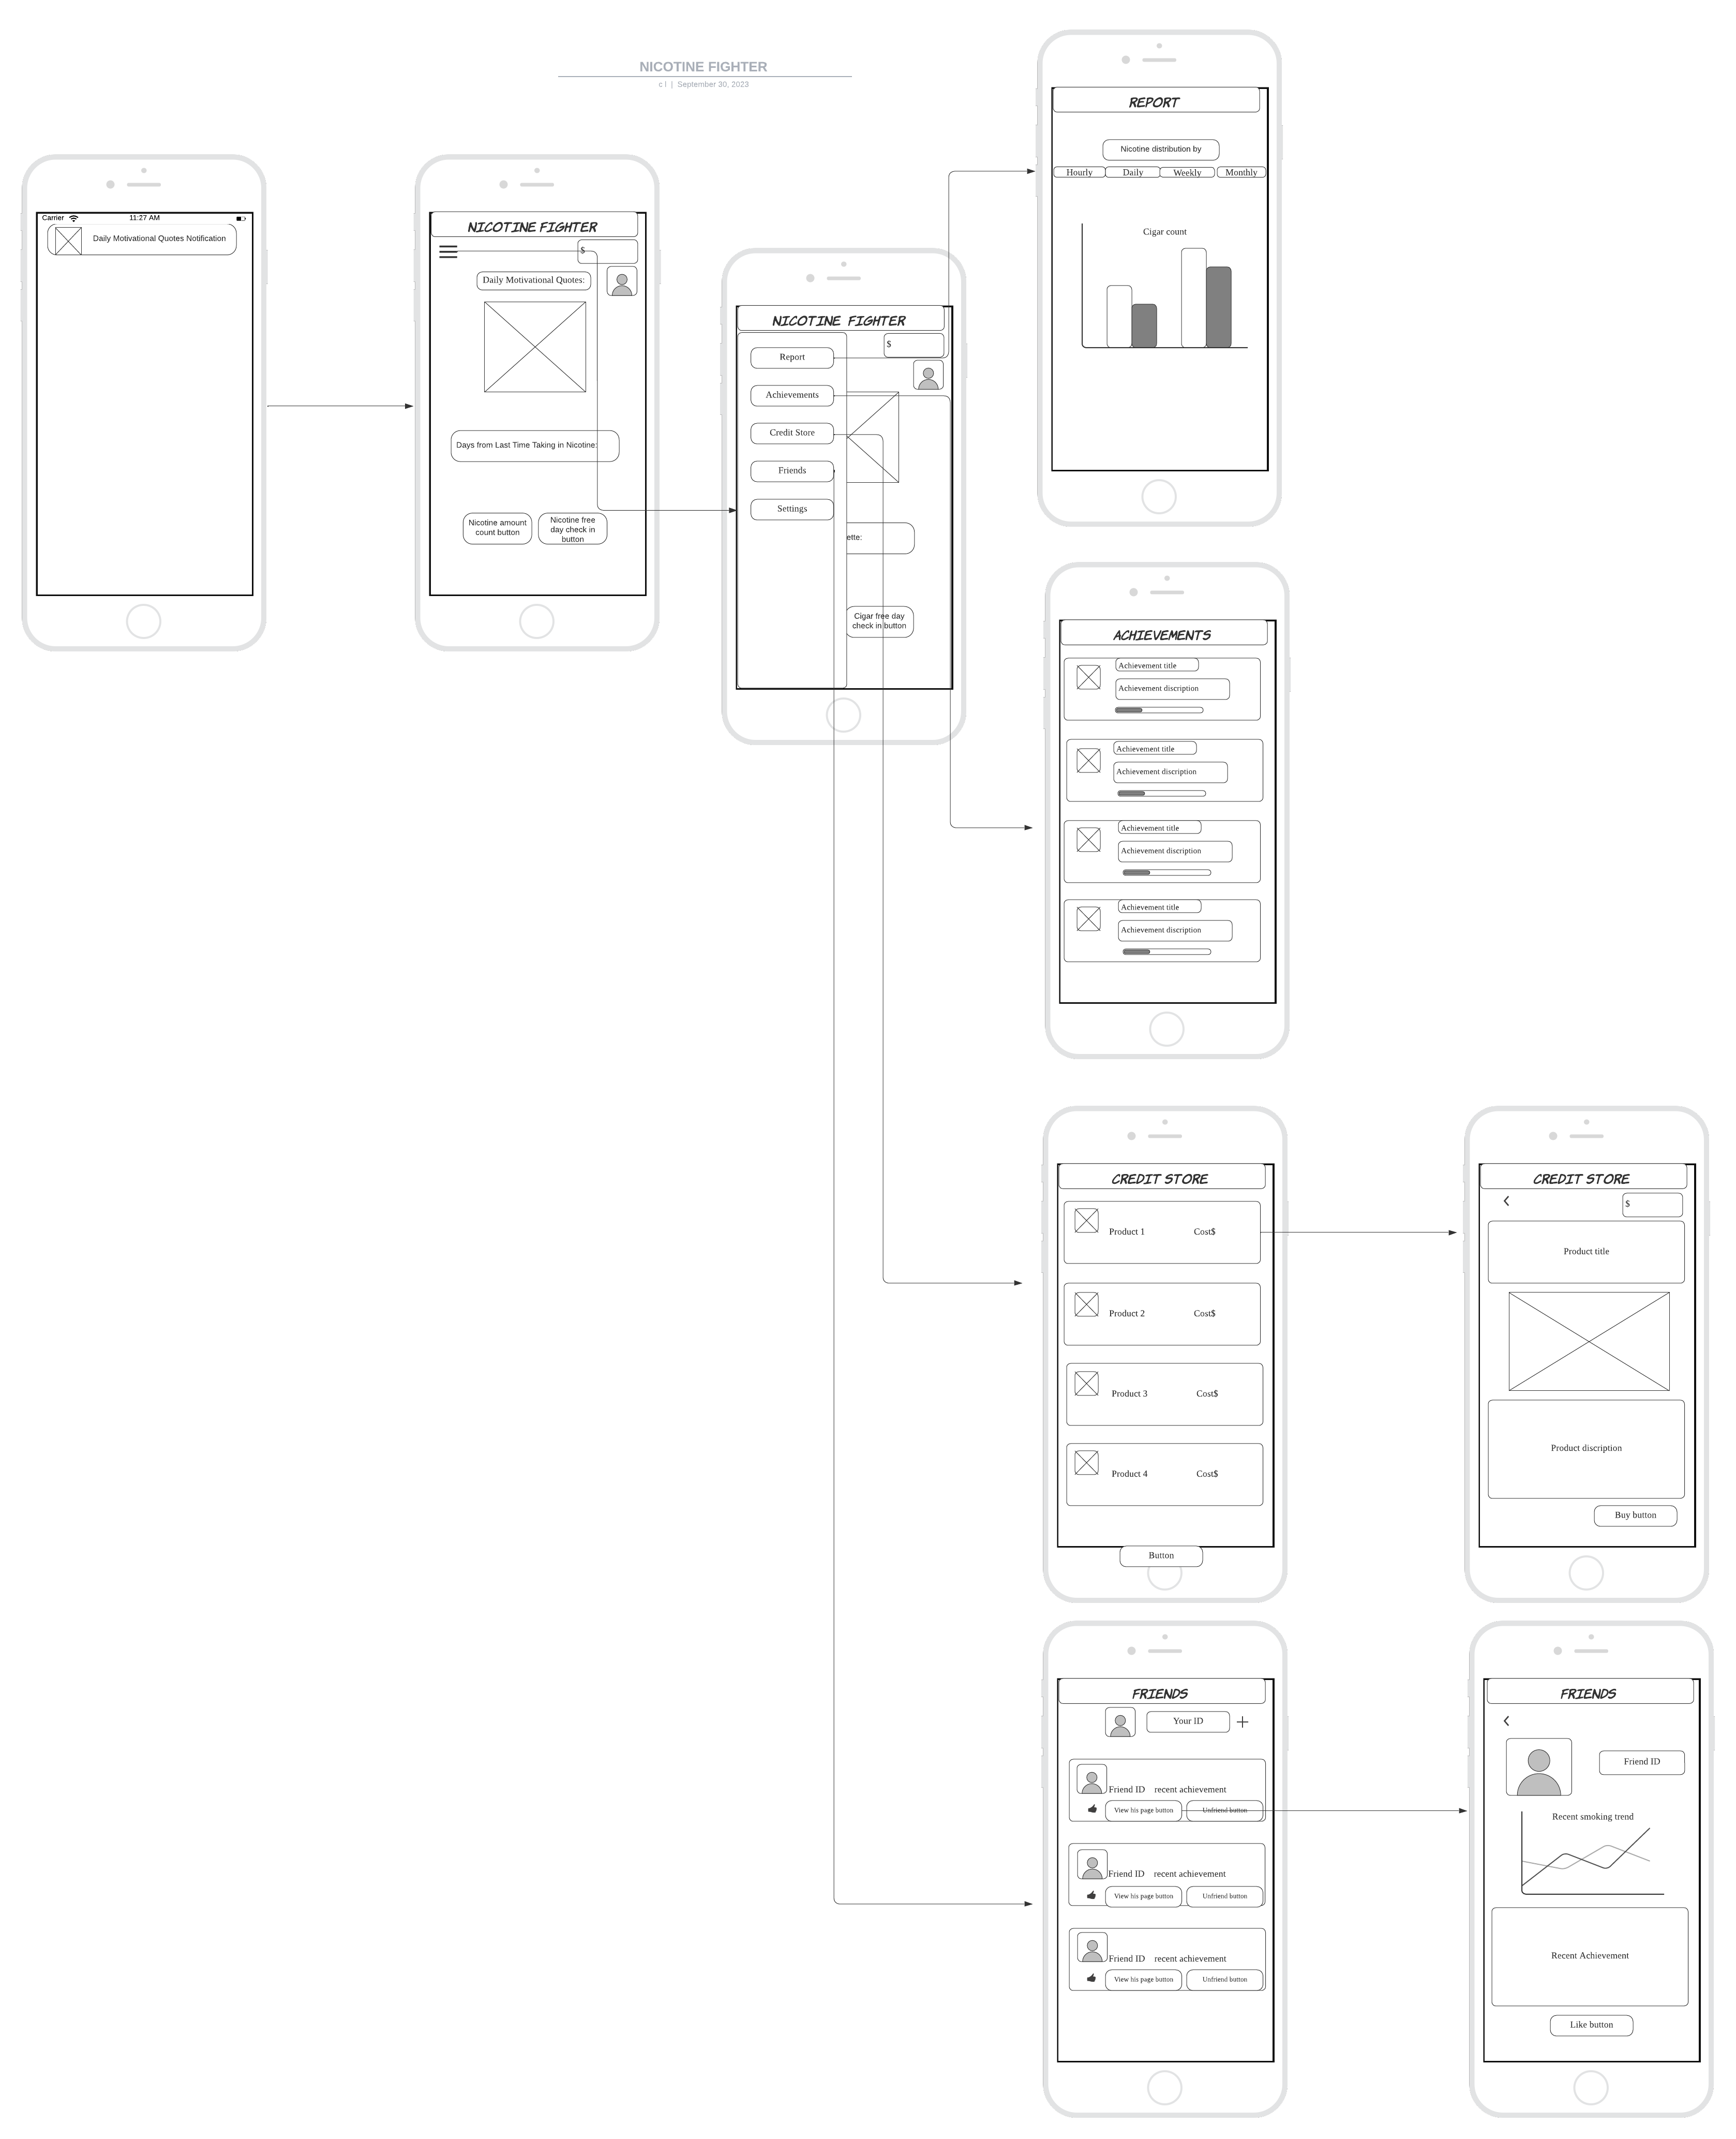 NICOTINE FIGHTER
c l | September 30, 2023
Carrier 11:27 AM
Daily Motivational Quotes Notification
NICOTINE FIGHTER
$
Daily Motivational Quotes:
Days from Last Time Taking in Nicotine:
Nicotine amount
count button
Nicotine free
day check in
button
NICOTINE FIGHTER
$
Report
Achievements
Credit Store
Friends
Settings
ette:
Cigar free day
check in button
REPORT
Nicotine distribution by
Hourly Daily Weekly Monthly
Cigar count
ACHIEVEMENTS
Achievement title
Achievement discription
Achievement title
Achievement discription
Achievement title
Achievement discription
Achievement title
Achievement discription
CREDIT STORE
Product 1 Cost$
Product 2 Cost$
Product 3 Cost$
Product 4 Cost$
Button
CREDIT STORE
$
Product title
Product discription
Buy button
FRIENDS
Your ID
Friend ID recent achievement
View his page button Unfriend button
Friend ID recent achievement
View his page button Unfriend button
Friend ID recent achievement
View his page button Unfriend button
FRIENDS
Friend ID
Recent smoking trend
Recent Achievement
Like button